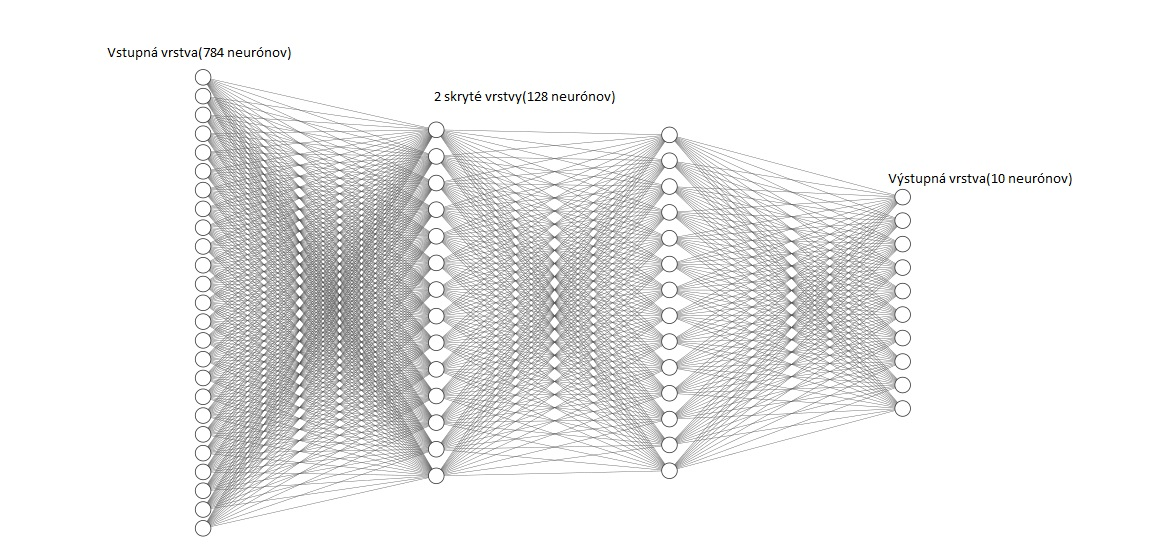 Vstupná vrstva(784 neurónov)
2 skryté vrstvy(128 neurónov)
Výstupná vrstva(10 neurónov)